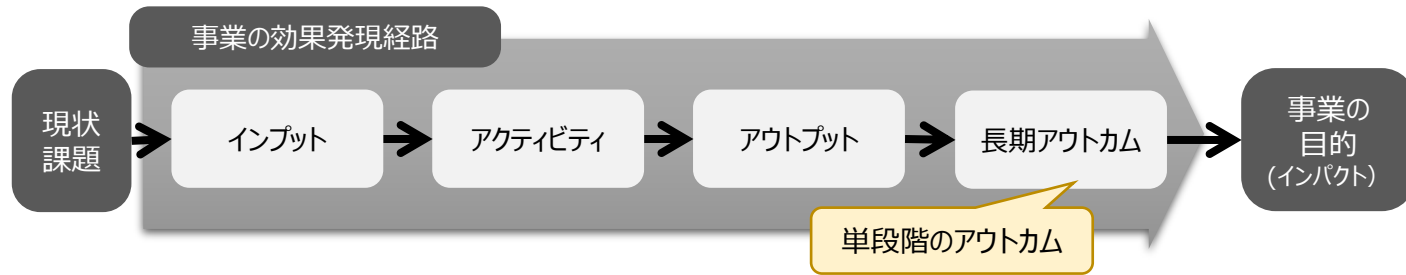 事業の効果発現経路
現状
課題
インプット
アクティビティ
アウトプット
長期アウトカム
事業の
目的
(インパクト）
単段階のアウトカム